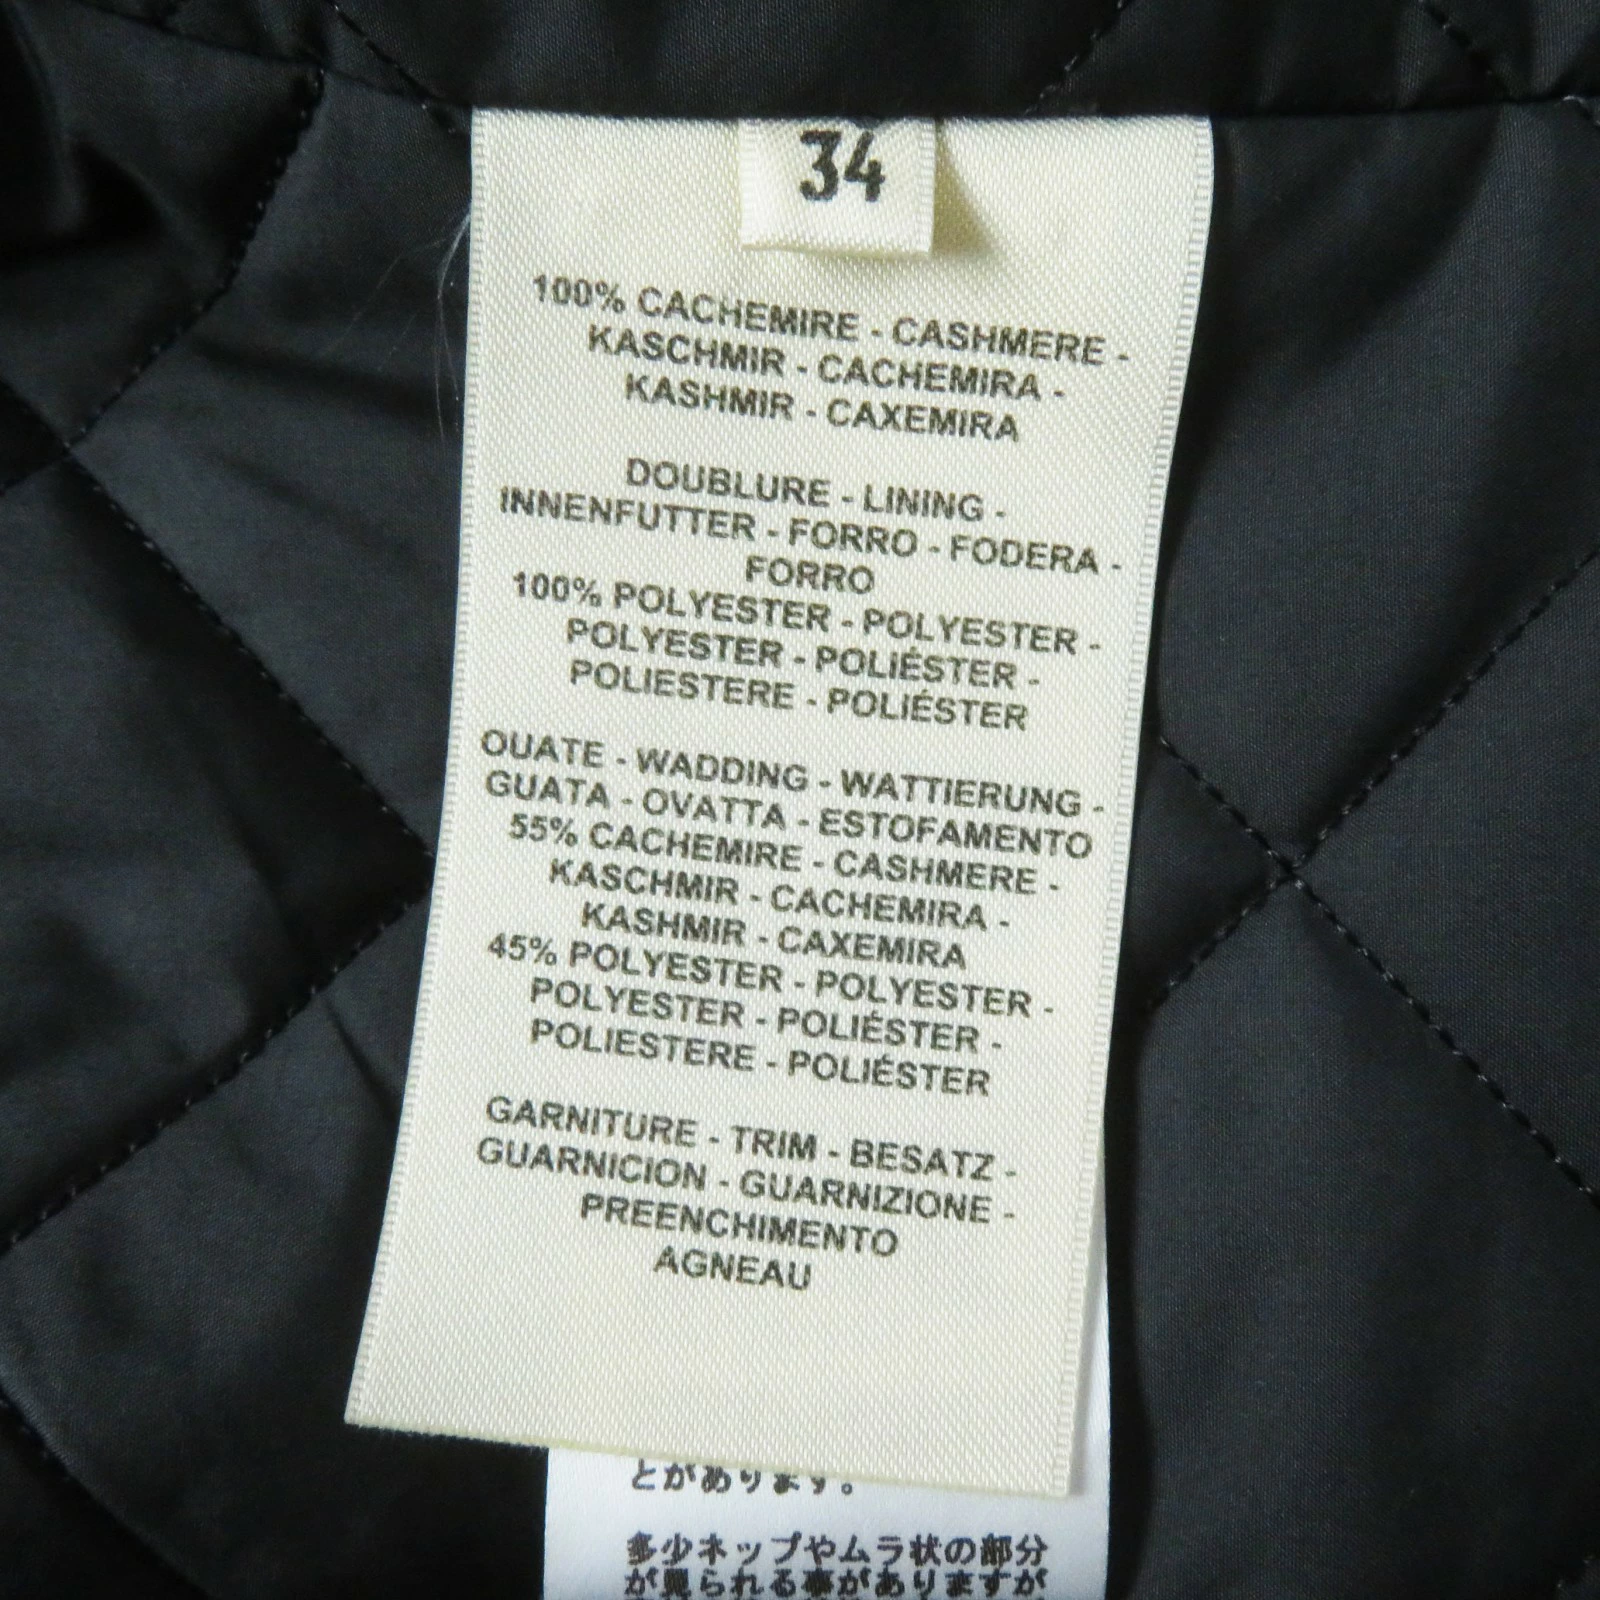 34
100% CACHEMIRE - CASHMERE -
KASCHMIR - CACHEMIRA -
KASHMIR - CAXEMIRA
DOUBLURE - LINING -
INNENFUTTER - FORRO - FODERA -
FORRO
100% POLYESTER - POLYESTER -
POLYESTER - POLIÉSTER -
POLIESTERE - POLIÉSTER
OUATE - WADDING - WATTIERUNG -
GUATA - OVATTA - ESTOFAMENTO
55% CACHEMIRE - CASHMERE -
KASCHMIR - CACHEMIRA -
KASHMIR - CAXEMIRA
45% POLYESTER - POLYESTER -
POLYESTER - POLIÉSTER -
POLIESTERE - POLIÉSTER
GARNITURE - TRIM - BESATZ -
GUARNICION - GUARNIZIONE -
PREENCHIMENTO
AGNEAU
とがあります。
多少ネップやムラ状の部分
が見られる事がありますが